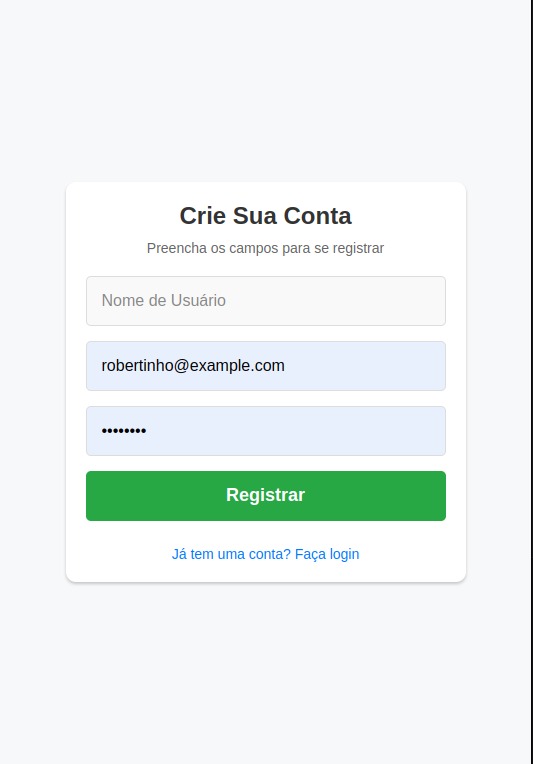 Crie Sua Conta
Preencha os campos para se registrar
Nome de Usuário
robertinho@example.com
••••••••
Registrar
Já tem uma conta? Faça login